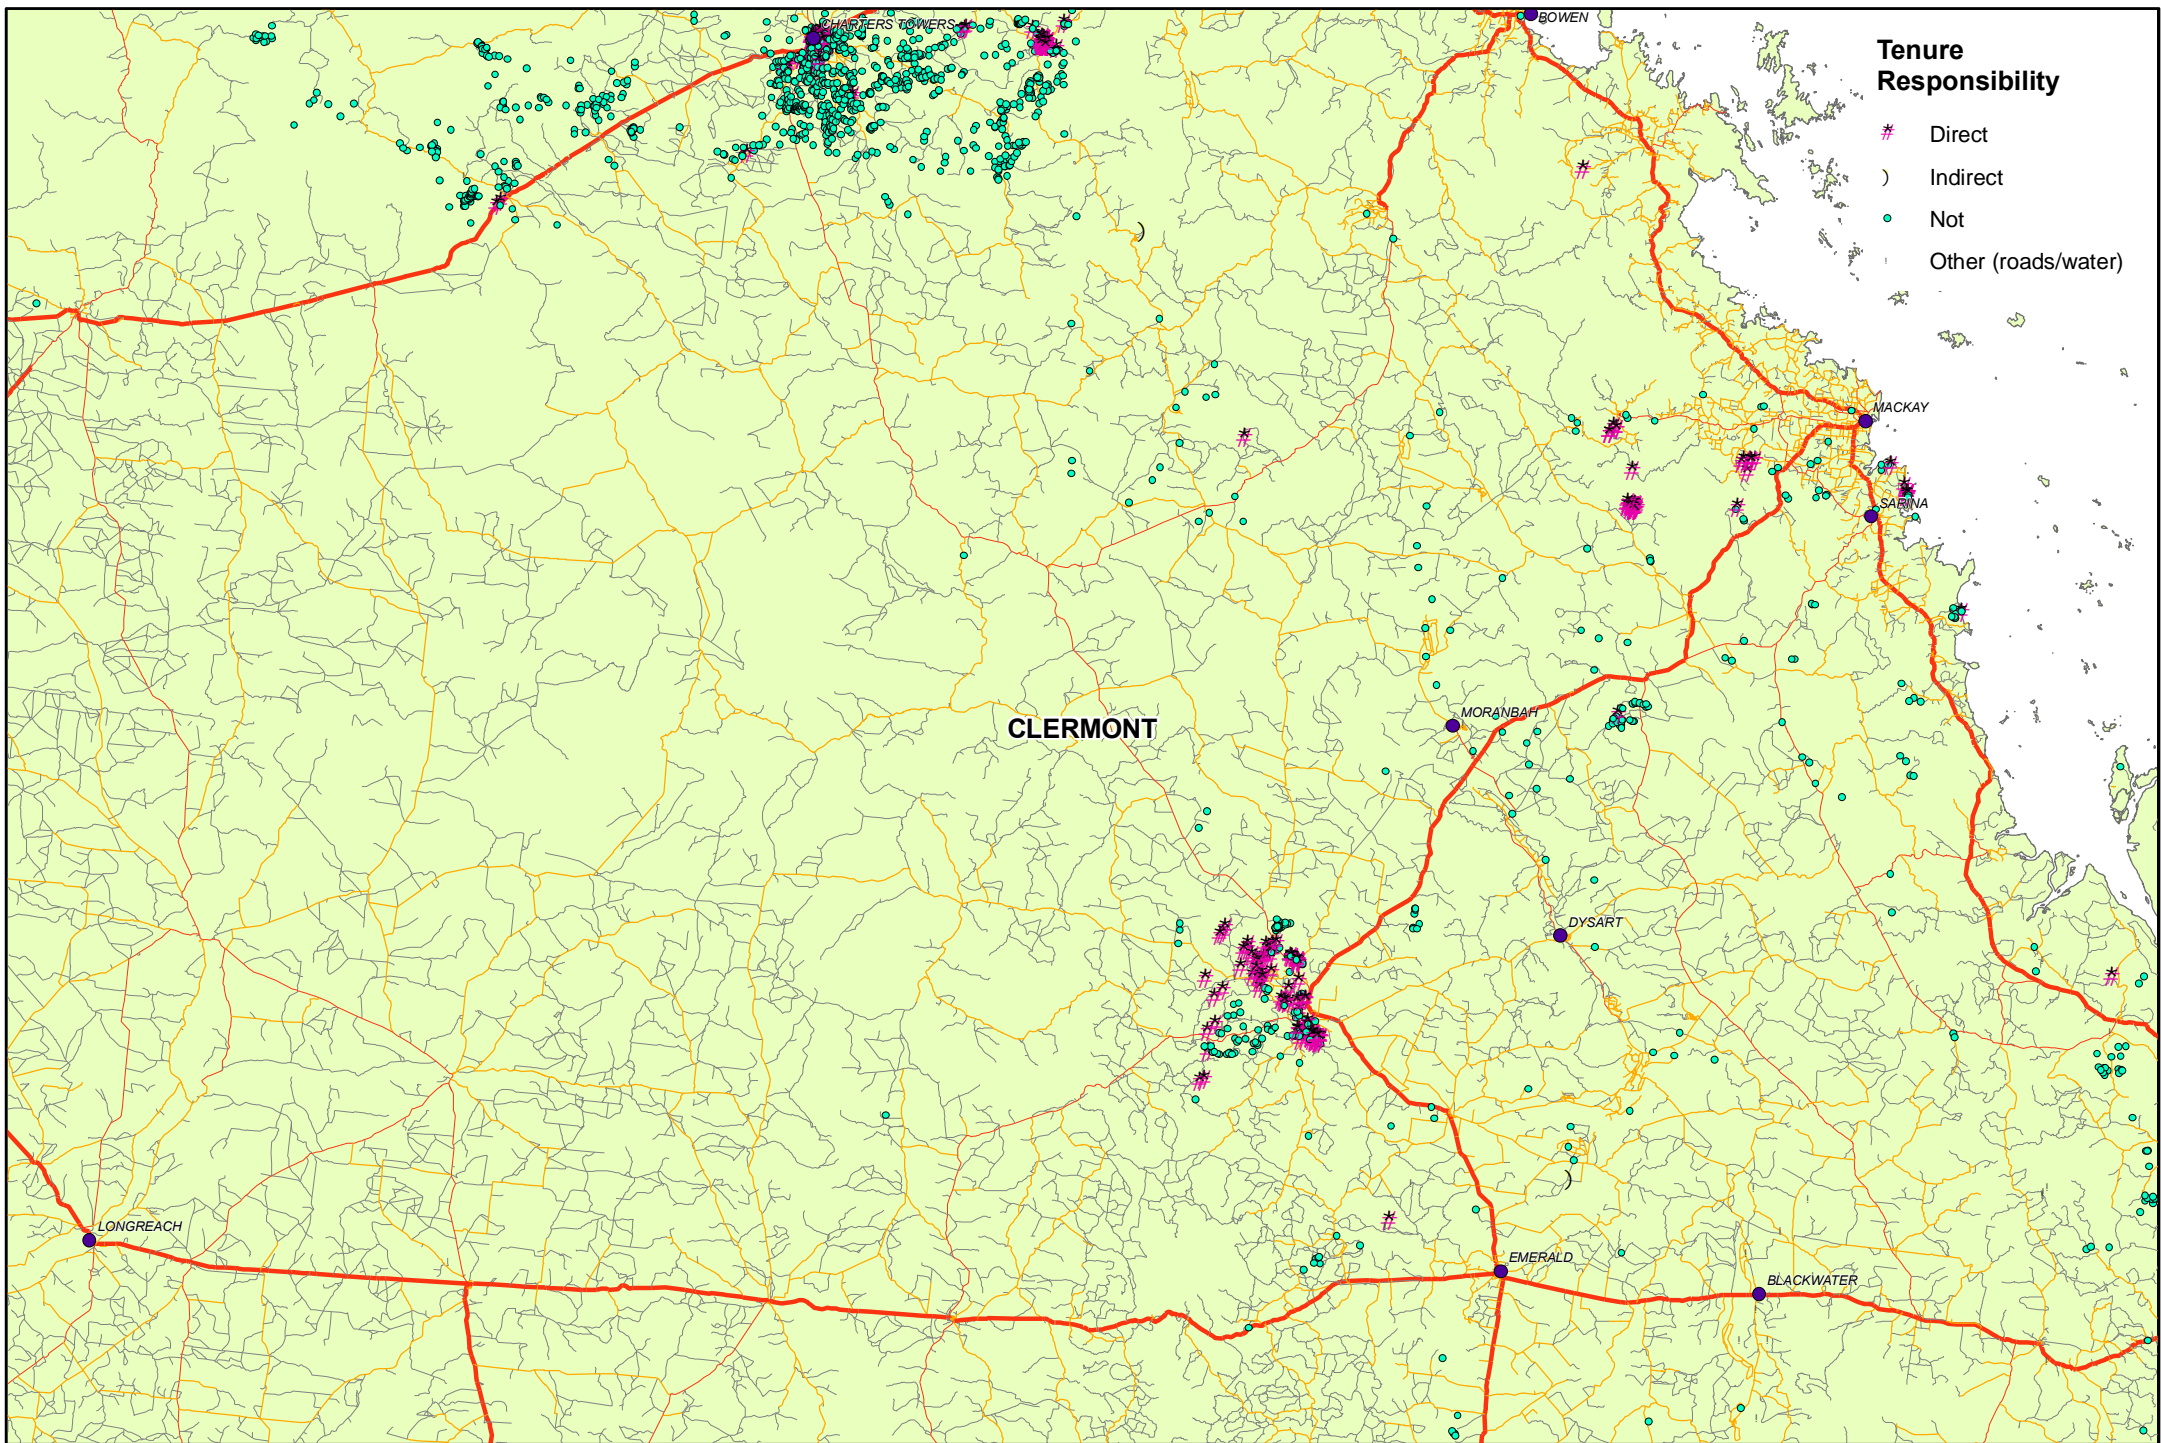 CHARTERS TOWERS
BOWEN
Tenure
Responsibility
Direct
Indirect
Not
Other (roads/water)
MACKAY
SARINA
CLERMONT
MORANBAH
DYSART
LONGREACH
EMERALD
BLACKWATER